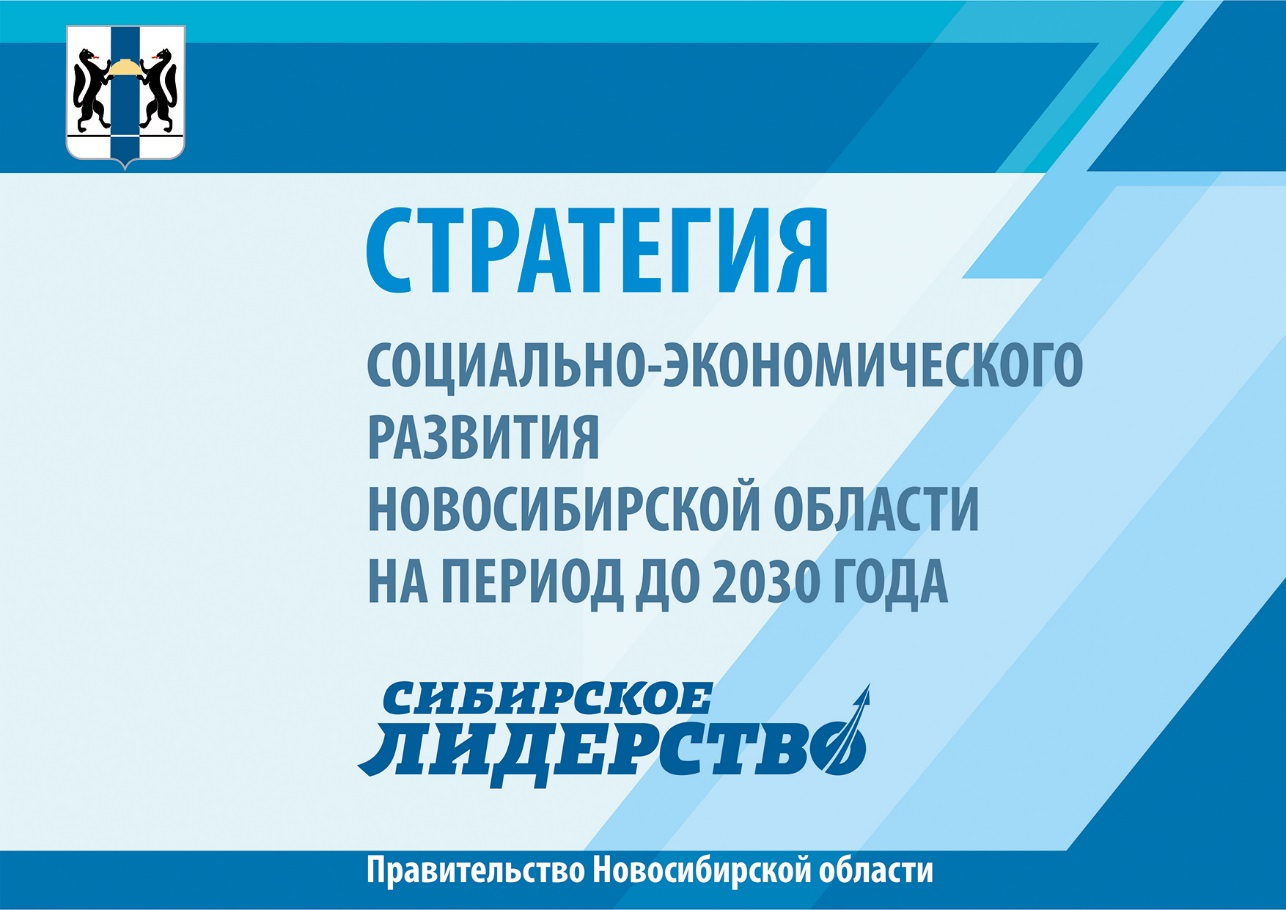 СТРАТЕГИЯ
СОЦИАЛЬНО-ЭКОНОМИЧЕСКОГО
РАЗВИТИЯ
НОВОСИБИРСКОЙ ОБЛАСТИ
НА ПЕРИОД ДО 2030 ГОДА
СИБИРСКОЕ
ЛИДЕРСТВО
Правительство Новосибирской области